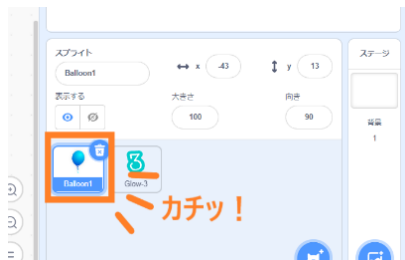 スプライト
ステージ
Balloon1
x -43
y 13
表示する
大きさ
向き
100
90
背景
1
Balloon1
Glow-3
カチッ！